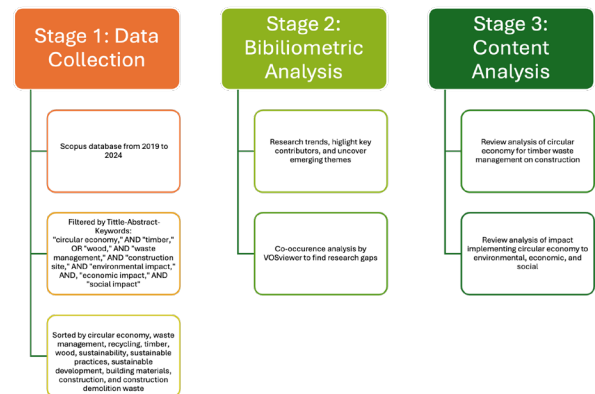 Stage 1: Data
Collection
Scopus database from 2019 to
2024
Filtered by Tittle-Abstract-
Keywords:
"circular economy," AND "timber,"
OR "wood," AND "waste
management," AND "construction
site," AND "environmental impact,"
AND, "economic impact," AND
"social impact"
Sorted by circular economy, waste
management, recycling, timber,
wood, sustainability, sustainable
practices, sustainable
development, building materials,
construction, and construction
demolition waste
Stage 2:
Bibiliometric
Analysis
Research trends, higlight key
contributors, and uncover
emerging themes
Co-occurence analysis by
VOSviewer to find research gaps
Stage 3:
Content
Analysis
Review analysis of circular
economy for timber waste
management on construction
Review analysis of impact
implementing circular economy to
environmental, economic, and
social